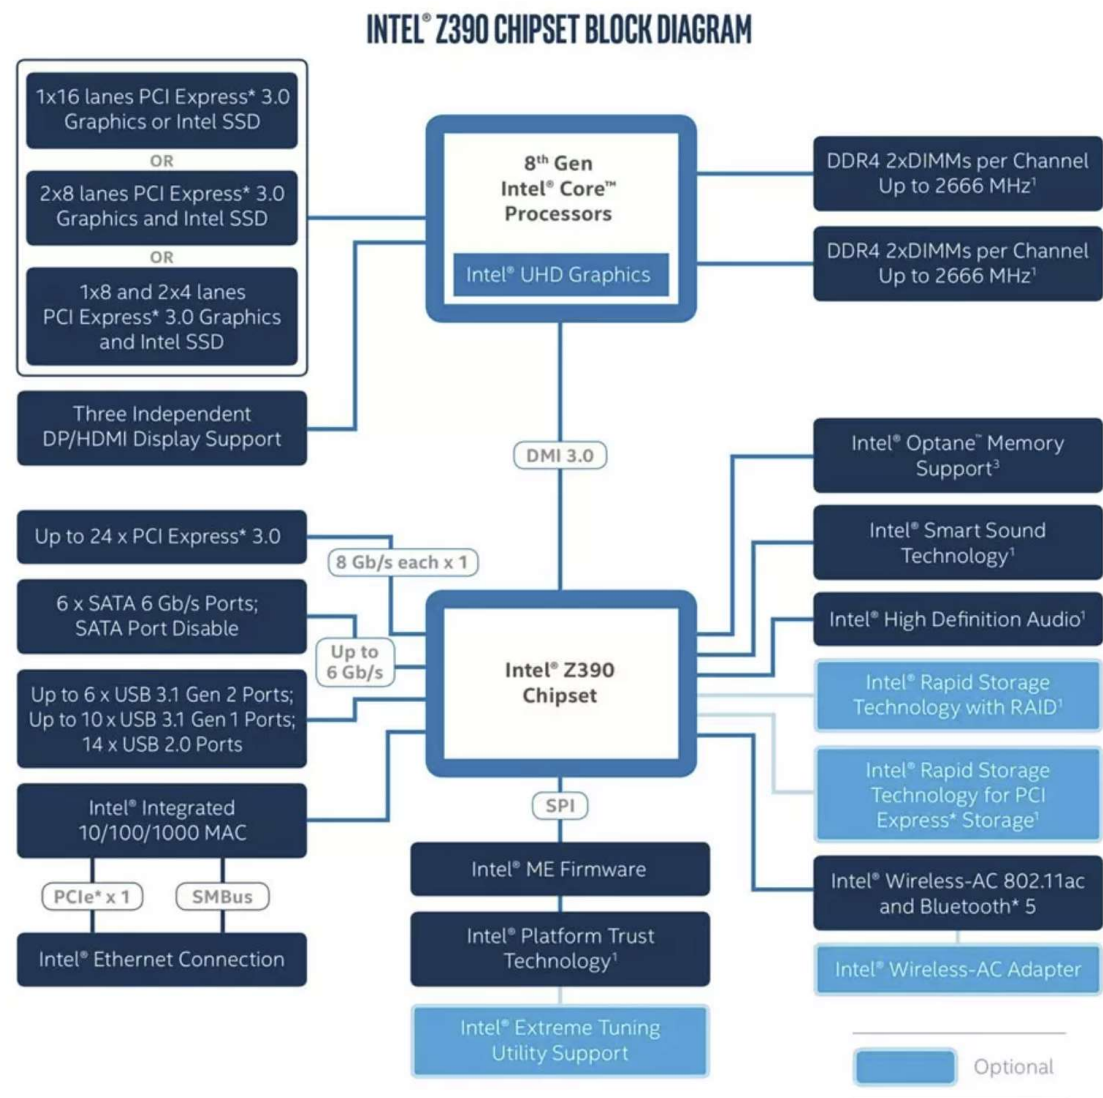 INTEL® Z390 CHIPSET BLOCK DIAGRAM
1x16 lanes PCI Express* 3.0
Graphics or Intel SSD
OR
2x8 lanes PCI Express* 3.0
Graphics and Intel SSD
OR
1x8 and 2x4 lanes
PCI Express* 3.0 Graphics
and Intel SSD
Three Independent
DP/HDMI Display Support
8th Gen
Intel® Core™
Processors
Intel® UHD Graphics
DDR4 2xDIMMs per Channel
Up to 2666 MHz¹
DDR4 2xDIMMs per Channel
Up to 2666 MHz¹
DMI 3.0
Up to 24 x PCI Express* 3.0
8 Gb/s each x 1
6 x SATA 6 Gb/s Ports;
SATA Port Disable
Up to
6 Gb/s
Up to 6 x USB 3.1 Gen 2 Ports;
Up to 10 x USB 3.1 Gen 1 Ports;
14 x USB 2.0 Ports
Intel® Integrated
10/100/1000 MAC
PCIe* x 1
SMBus
Intel® Ethernet Connection
Intel® Z390
Chipset
SPI
Intel® ME Firmware
Intel® Platform Trust
Technology¹
Intel® Extreme Tuning
Utility Support
Intel® Optane™ Memory
Support³
Intel® Smart Sound
Technology¹
Intel® High Definition Audio¹
Intel® Rapid Storage
Technology with RAID¹
Intel® Rapid Storage
Technology for PCI
Express* Storage¹
Intel® Wireless-AC 802.11ac
and Bluetooth* 5
Intel® Wireless-AC Adapter
Optional